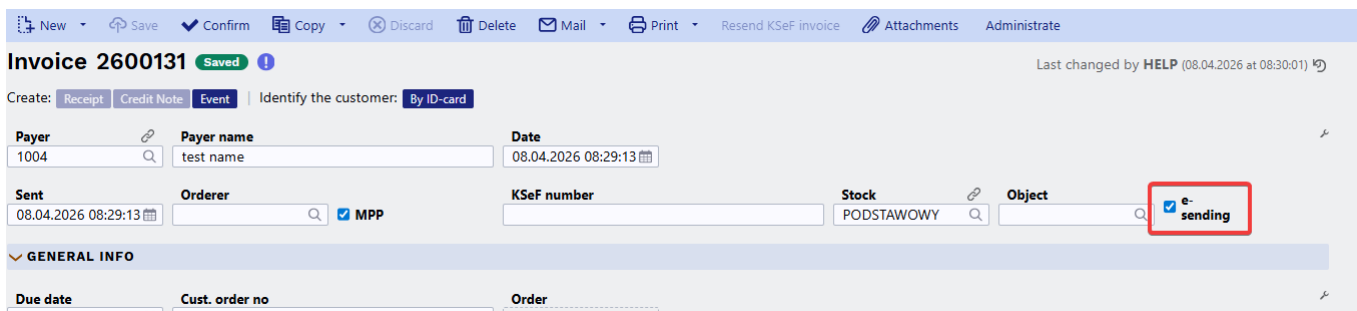 New Save Confirm Copy Discard Delete Mail Print Resend KSeF invoice Attachments Administrate
Invoice 2600131 Saved
Last changed by HELP (08.04.2026 at 08:30:01)
Create: Receipt Credit Note Event | Identify the customer: By ID-card
Payer Payer name Date
1004 test name 08.04.2026 08:29:13
Sent Orderer KSeF number Stock Object
08.04.2026 08:29:13 MPP PODSTAWOWY e-
sending
GENERAL INFO
Due date Cust. order no Order